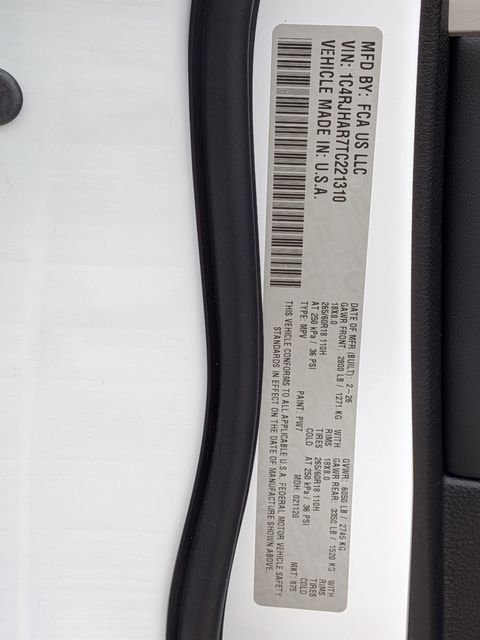 MFD BY: FCA US LLC
VIN: 1C4RJHAR7TC221310
VEHICLE MADE IN: U.S.A.
DATE OF MFR (BUILT): 2-26 GVWR: 6050 LB / 2745 KG
GAWR FRONT: 2800 LB / 1271 KG WITH GAWR REAR: 3350 LB / 1520 KG WITH
18X8.0 RIMS 18X8.0 RIMS
265/60R18 110H TIRES 265/60R18 110H TIRES
AT 250 kPa / 36 PSI COLD AT 250 kPa / 36 PSI COLD
TYPE: MPV PAINT: PW7 MDH: 021120 MKT: 875
THIS VEHICLE CONFORMS TO ALL APPLICABLE U.S.A. FEDERAL MOTOR VEHICLE SAFETY
STANDARDS IN EFFECT ON THE DATE OF MANUFACTURE SHOWN ABOVE.